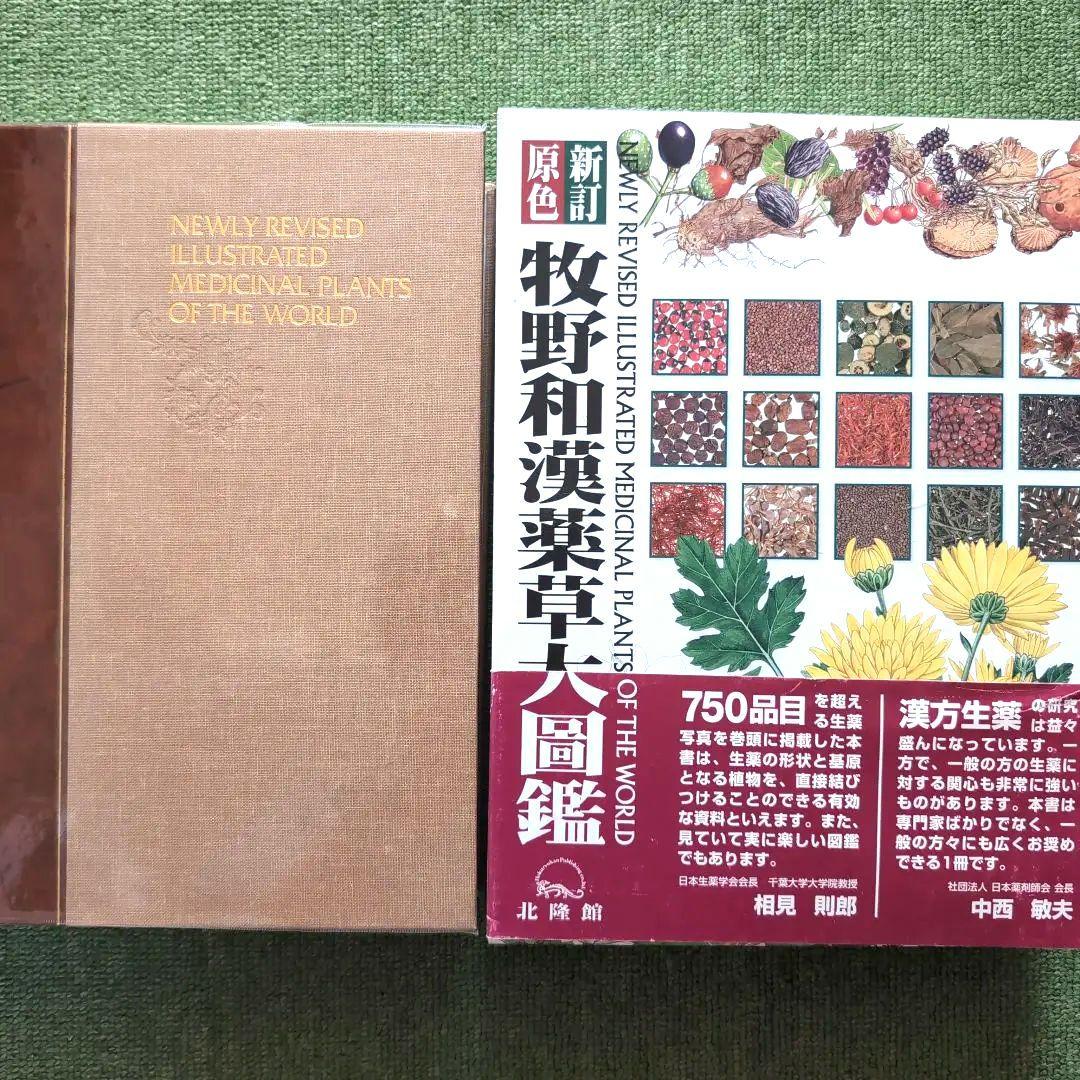 NEWLY REVISED
ILLUSTRATED
MEDICINAL PLANTS
OF THE WORLD
新訂
原色
牧野和漢薬草大圖鑑
NEWLY REVISED ILLUSTRATED MEDICINAL PLANTS OF THE WORLD
750品目を超え
る生薬
写真を巻頭に掲載した本
書は、生薬の形状と基原
となる植物を、直接結び
つけることのできる有効
な資料といえます。また、
見ていて実に楽しい図鑑
でもあります。
日本生薬学会会長 千葉大学大学院教授
相見 則郎
漢方生薬の研究
は益々
盛んになっています。一
方で、一般の方の生薬に
対する関心も非常に強い
ものがあります。本書は
専門家ばかりでなく、一
般の方々にも広くお奨め
できる1冊です。
社団法人 日本薬剤師会 会長
中西 敏夫
北隆館